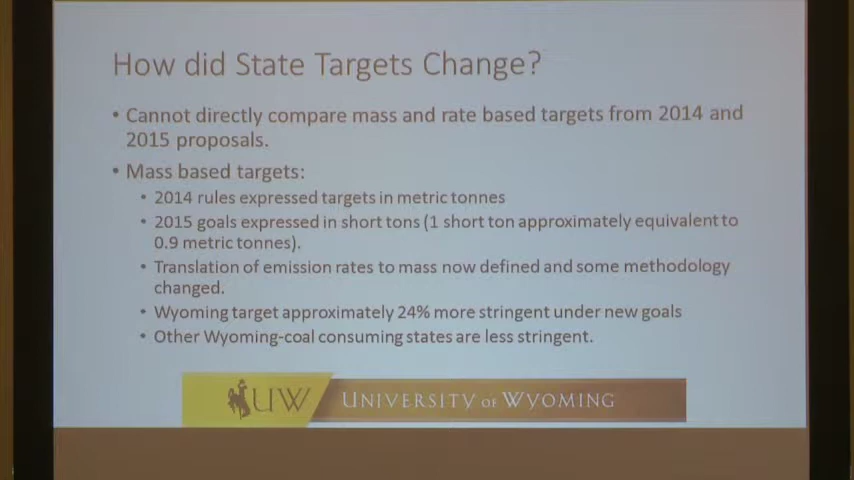 How did State Targets Change?
• Cannot directly compare mass and rate based targets from 2014 and
2015 proposals.
• Mass based targets:
• 2014 rules expressed targets in metric tonnes
• 2015 goals expressed in short tons (1 short ton approximately equivalent to
0.9 metric tonnes).
• Translation of emission rates to mass now defined and some methodology
changed.
• Wyoming target approximately 24% more stringent under new goals
• Other Wyoming-coal consuming states are less stringent.
UW UNIVERSITY OF WYOMING